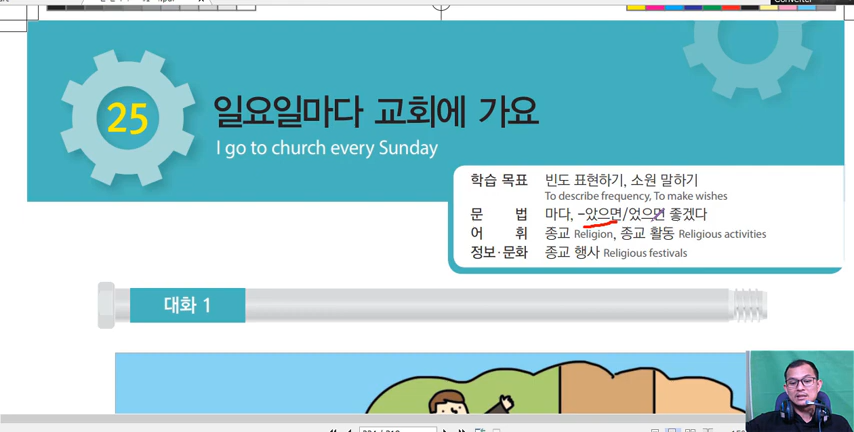 Converter
25
일요일마다 교회에 가요
I go to church every Sunday
학습 목표 빈도 표현하기, 소원 말하기
To describe frequency, To make wishes
문 법 마다, -았으면/었으면 좋겠다
어 휘 종교 Religion, 종교 활동 Religious activities
정보·문화 종교 행사 Religious festivals
대화 1